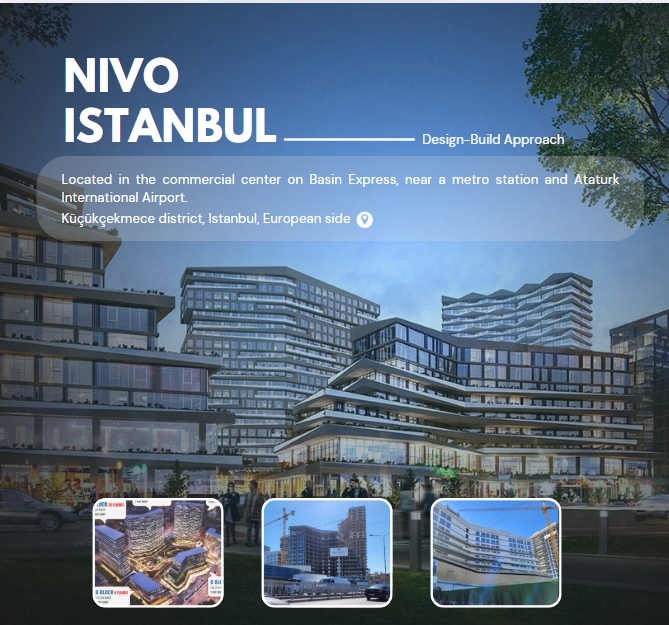 NIVO
ISTANBUL
Design-Build Approach
Located in the commercial center on Basin Express, near a metro station and Ataturk
International Airport.
Küçükçekmece district, Istanbul, European side